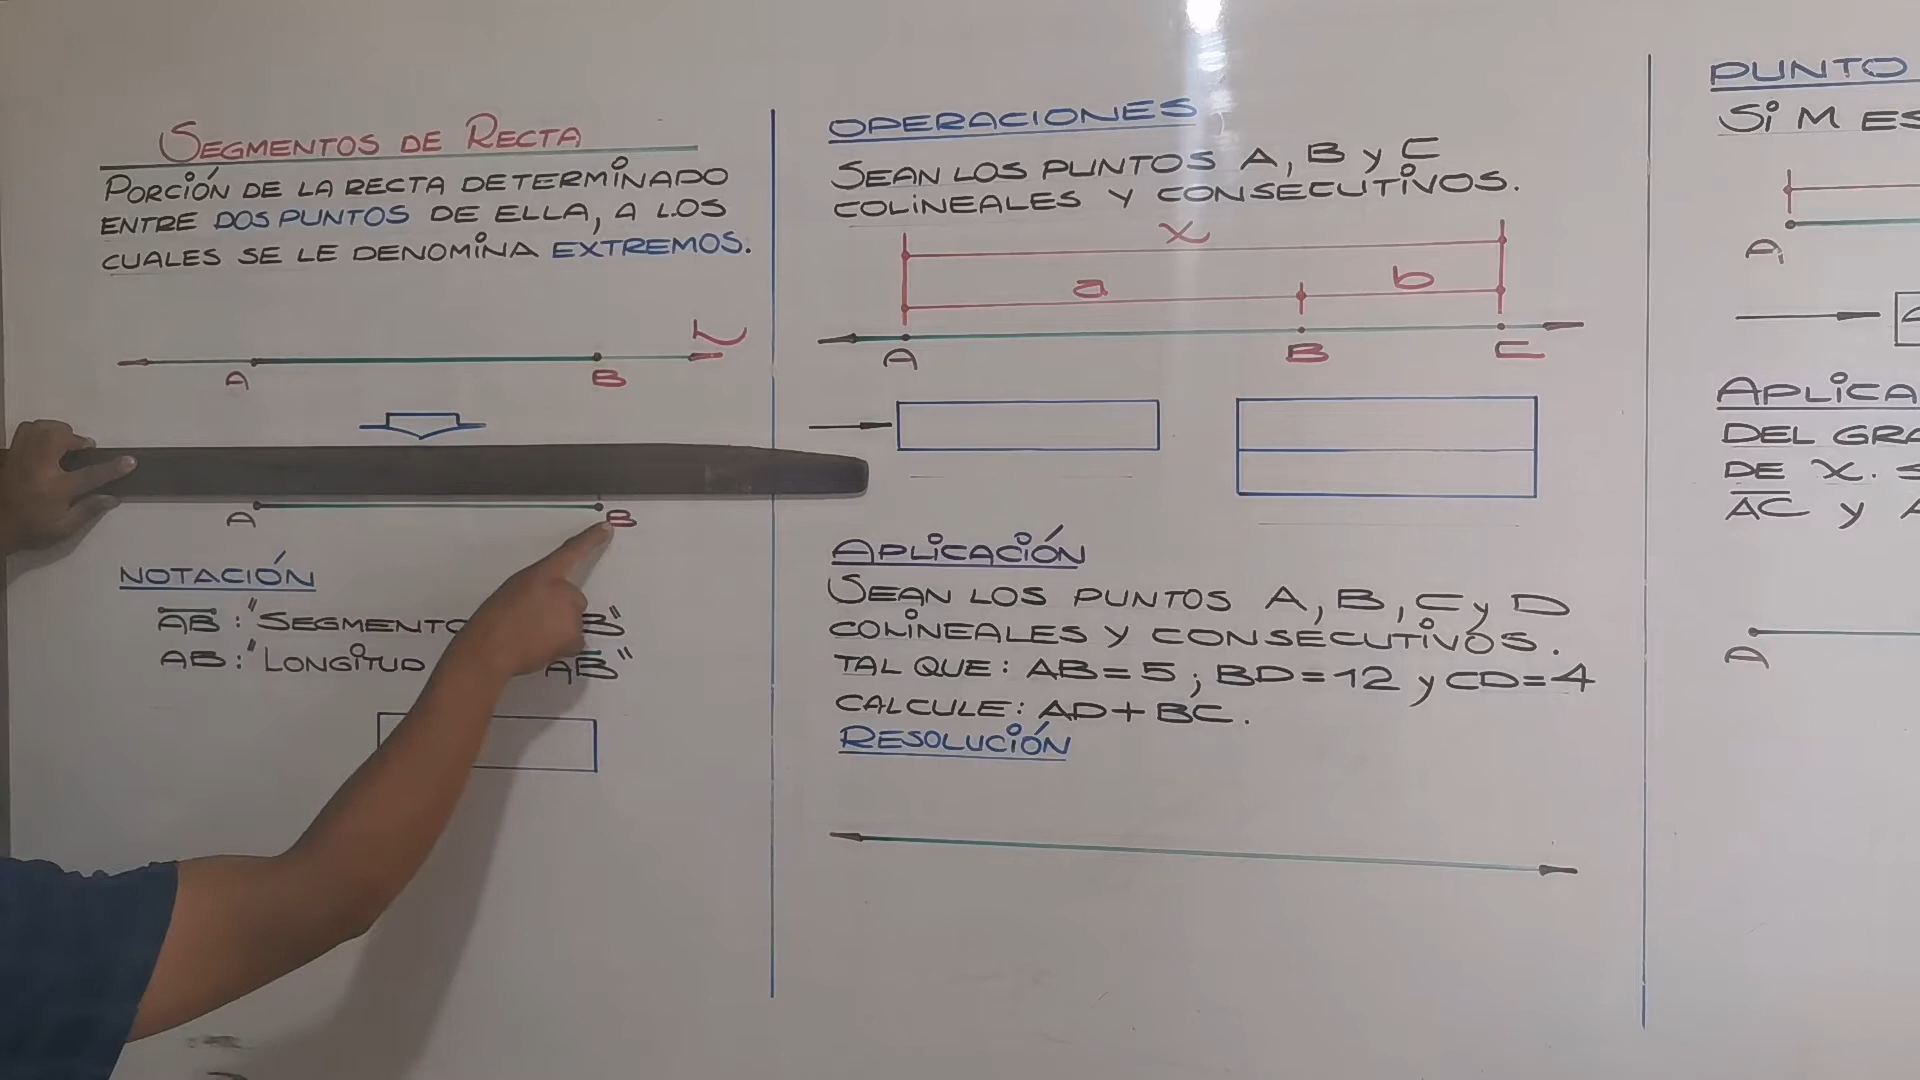 SEGMENTOS DE RECTA
PORCIÓN DE LA RECTA DETERMINADO
ENTRE DOS PUNTOS DE ELLA, A LOS
CUALES SE LE DENOMINA EXTREMOS.
L
A B
A B
NOTACIÓN
AB : "SEGMENTO B"
AB : "LONGITUD AB"
OPERACIONES
SEAN LOS PUNTOS A, B y C
COLINEALES Y CONSECUTIVOS.
x
a b
A B C
APLICACIÓN
SEAN LOS PUNTOS A, B, C y D
COLINEALES Y CONSECUTIVOS.
TAL QUE: AB=5; BD=12 y CD=4
CALCULE: AD+BC.
RESOLUCIÓN
PUNTO
Si M ES
A
APLICA
DEL GRA
DE X. S
AC y A
A